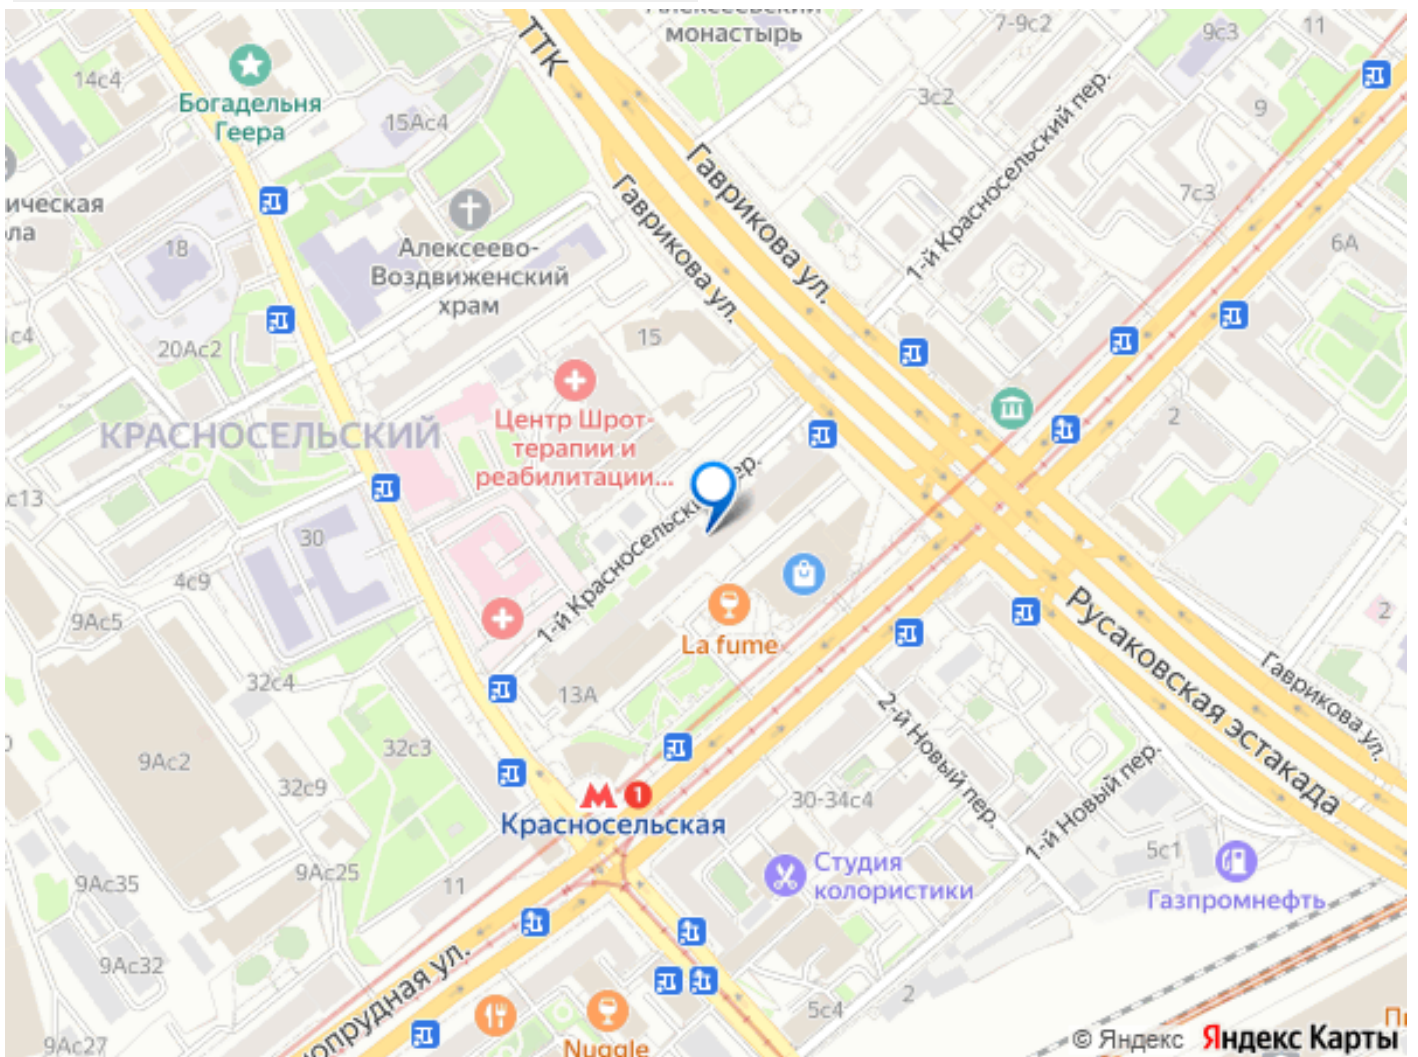 монастырь
7-9с2
9с3
11
ТТК
14с4
Богадельня
Геера
15Ас4
3с2
9
1-й Красносельский пер.
Гаврикова ул.
Гаврикова ул.
7с3
6А
ическая
ла
18
Алексеево-
Воздвиженский
храм
с4
20Ас2
15
2
КРАСНОСЕЛЬСКИЙ
Центр Шрот-
терапии и
реабилитации...
с13
30
1-й Красносельский пер.
4с9
9Ас5
La fume
Русаковская эстакада
2
Гаврикова ул.
32с4
13А
2-й Новый пер.
1-й Новый пер.
9Ас2
32с3
32с9
М 1
Красносельская
30-34с4
Студия
колористики
5с1
Газпромнефть
9Ас35
9Ас25
11
9Ас32
опрудная ул.
5с4
2
9Ас27
Nuggle
© Яндекс Яндекс Карты